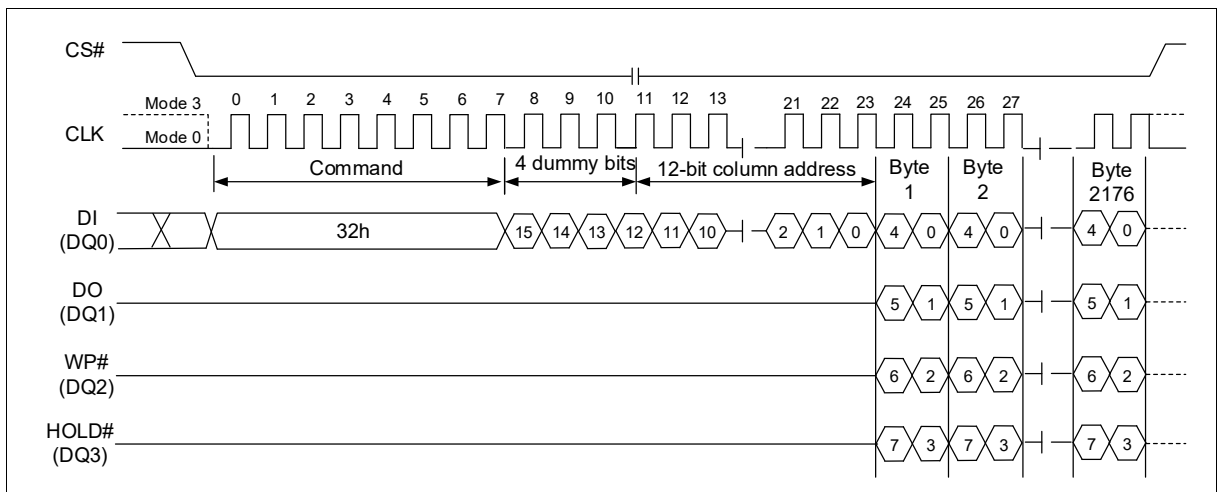 CS#
Mode 3 0 1 2 3 4 5 6 7 8 9 10 11 12 13 21 22 23 24 25 26 27
CLK Mode 0
Command 4 dummy bits 12-bit column address Byte 1 Byte 2 Byte 2176
DI (DQ0) 32h 15 14 13 12 11 10 2 1 0 4 0 4 0 4 0
DO (DQ1) 5 1 5 1 5 1
WP# (DQ2) 6 2 6 2 6 2
HOLD# (DQ3) 7 3 7 3 7 3